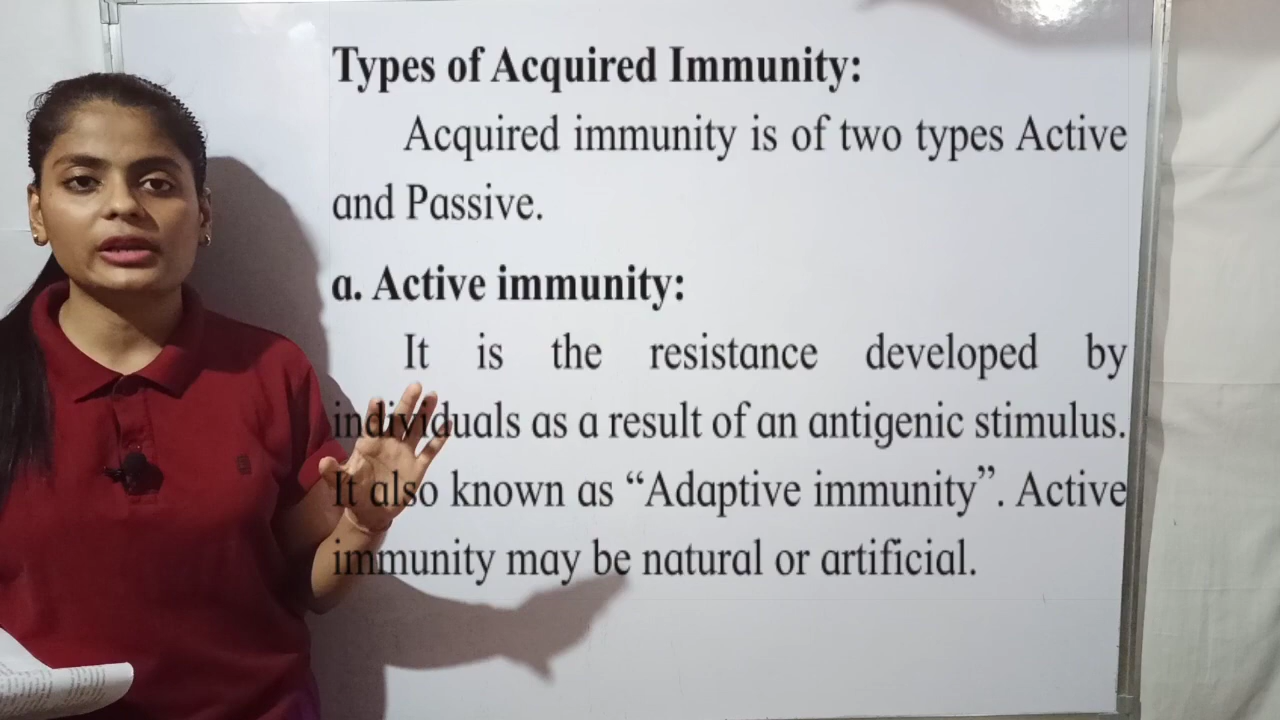 Types of Acquired Immunity:
Acquired immunity is of two types Active
and Passive.
a. Active immunity:
It is the resistance developed by
individuals as a result of an antigenic stimulus.
It also known as “Adaptive immunity”. Active
immunity may be natural or artificial.